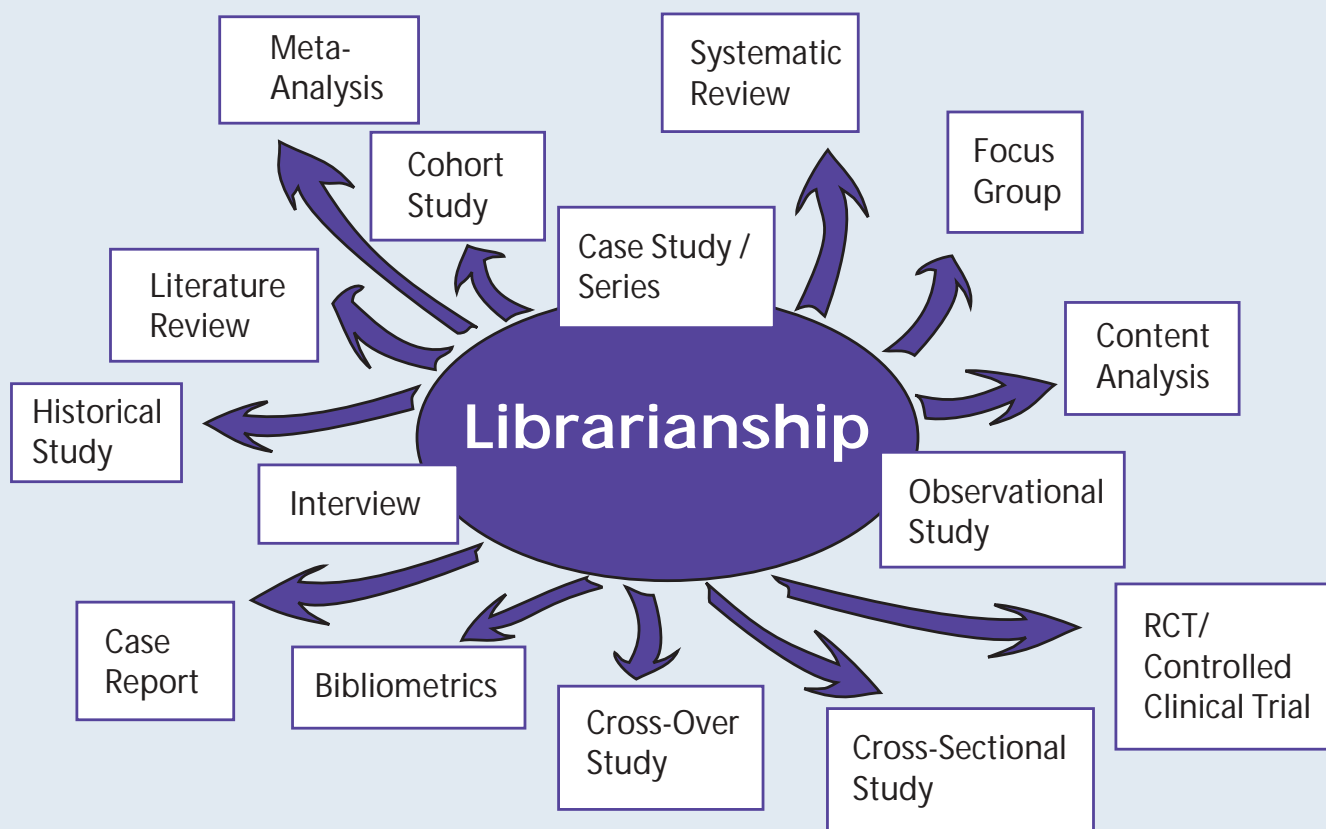 Meta-
Analysis
Systematic
Review
Cohort
Study
Focus
Group
Case Study /
Series
Literature
Review
Content
Analysis
Historical
Study
Librarianship
Interview
Observational
Study
Case
Report
Bibliometrics
Cross-Over
Study
Cross-Sectional
Study
RCT/
Controlled
Clinical Trial